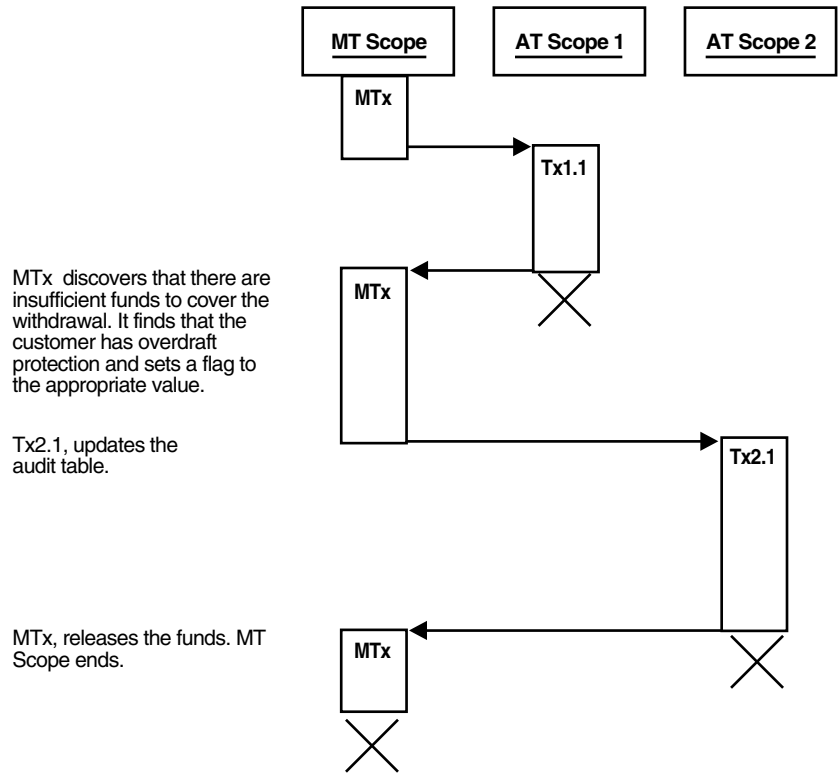 MT Scope
AT Scope 1
AT Scope 2
MTx
Tx1.1
MTx discovers that there are
insufficient funds to cover the
withdrawal. It finds that the
customer has overdraft
protection and sets a flag to
the appropriate value.
MTx
Tx2.1, updates the
audit table.
Tx2.1
MTx, releases the funds. MT
Scope ends.
MTx